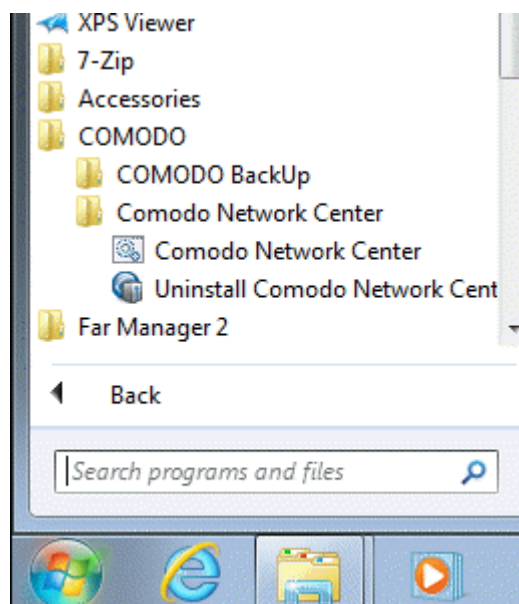 XPS Viewer
7-Zip
Accessories
COMODO
COMODO BackUp
Comodo Network Center
Comodo Network Center
Uninstall Comodo Network Cent
Far Manager 2
Back
Search programs and files